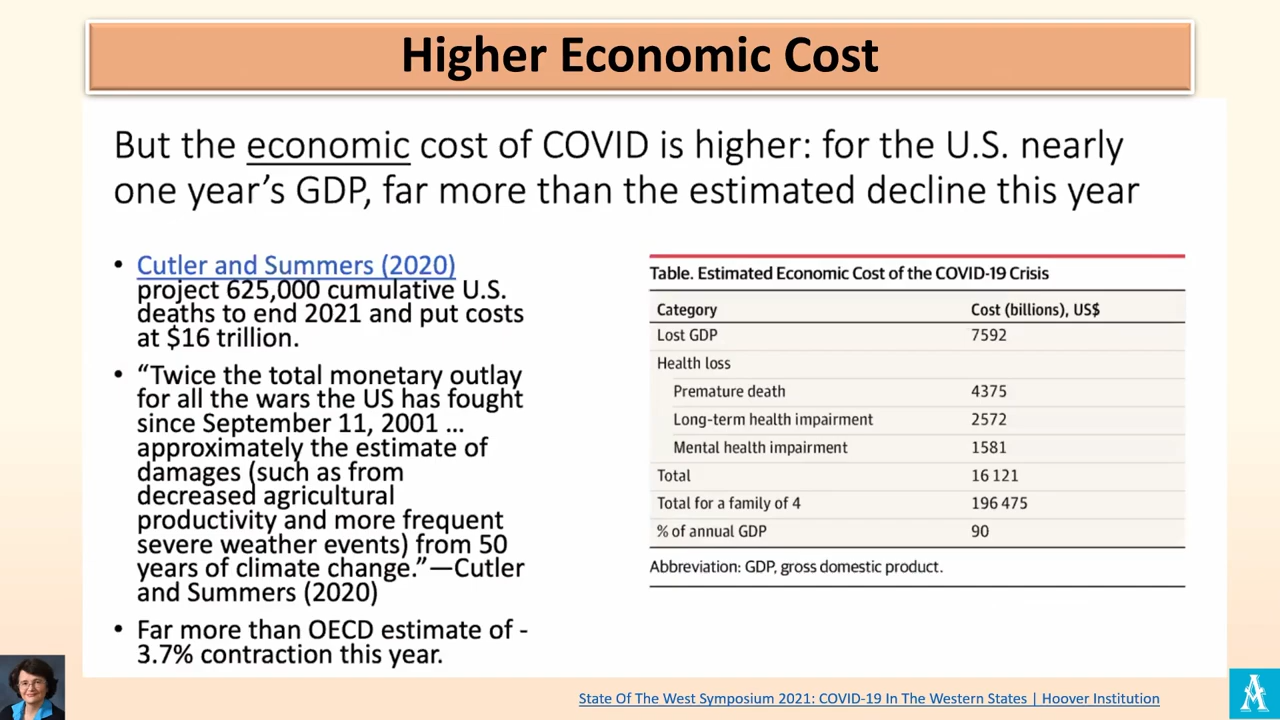 Higher Economic Cost
But the economic cost of COVID is higher: for the U.S. nearly
one year's GDP, far more than the estimated decline this year
• Cutler and Summers (2020)
project 625,000 cumulative U.S.
deaths to end 2021 and put costs
at $16 trillion.
• “Twice the total monetary outlay
for all the wars the US has fought
since September 11, 2001 ...
approximately the estimate of
damages (such as from
decreased agricultural
productivity and more frequent
severe weather events) from 50
years of climate change.”—Cutler
and Summers (2020)
• Far more than OECD estimate of -
3.7% contraction this year.
Table. Estimated Economic Cost of the COVID-19 Crisis
Category Cost (billions), US$
Lost GDP 7592
Health loss
Premature death 4375
Long-term health impairment 2572
Mental health impairment 1581
Total 16 121
Total for a family of 4 196 475
% of annual GDP 90
Abbreviation: GDP, gross domestic product.
State Of The West Symposium 2021: COVID-19 In The Western States | Hoover Institution
A